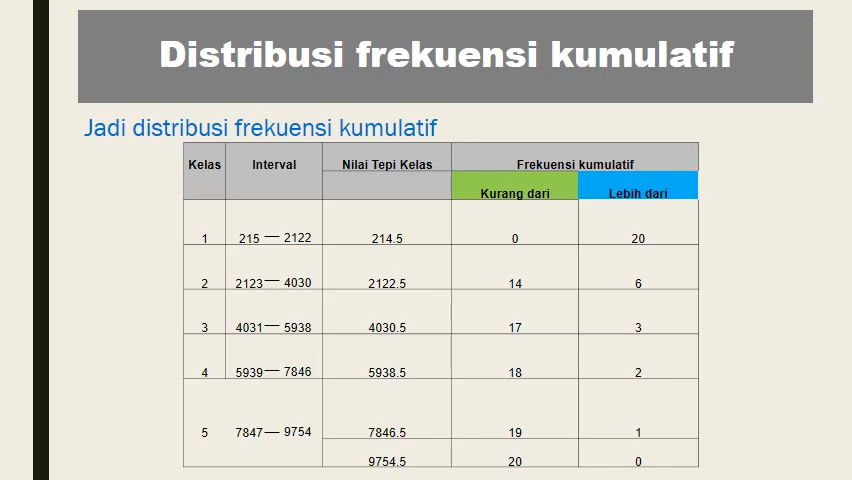 Distribusi frekuensi kumulatif
Jadi distribusi frekuensi kumulatif
Kelas Interval Nilai Tepi Kelas Frekuensi kumulatif
Kurang dari Lebih dari
1 215 — 2122 214.5 0 20
2 2123 — 4030 2122.5 14 6
3 4031 — 5938 4030.5 17 3
4 5939 — 7846 5938.5 18 2
5 7847 — 9754 7846.5 19 1
9754.5 20 0